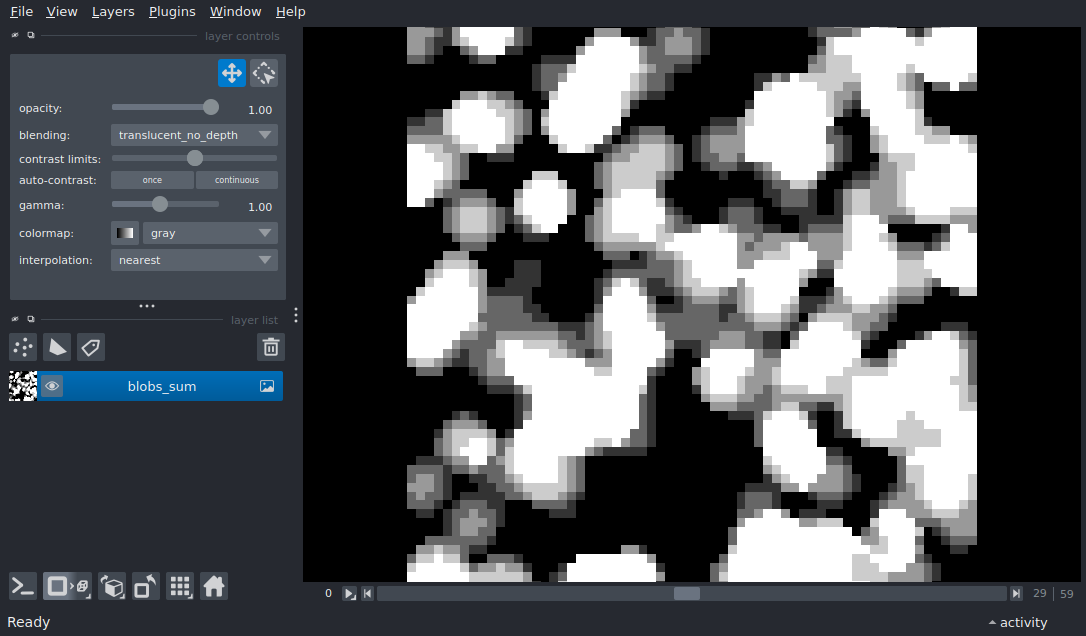 File View Layers Plugins Window Help
layer controls
opacity: 1.00
blending: translucent_no_depth
contrast limits:
auto-contrast: once continuous
gamma: 1.00
colormap: gray
interpolation: nearest
layer list
blobs_sum
0 29 59
Ready activity